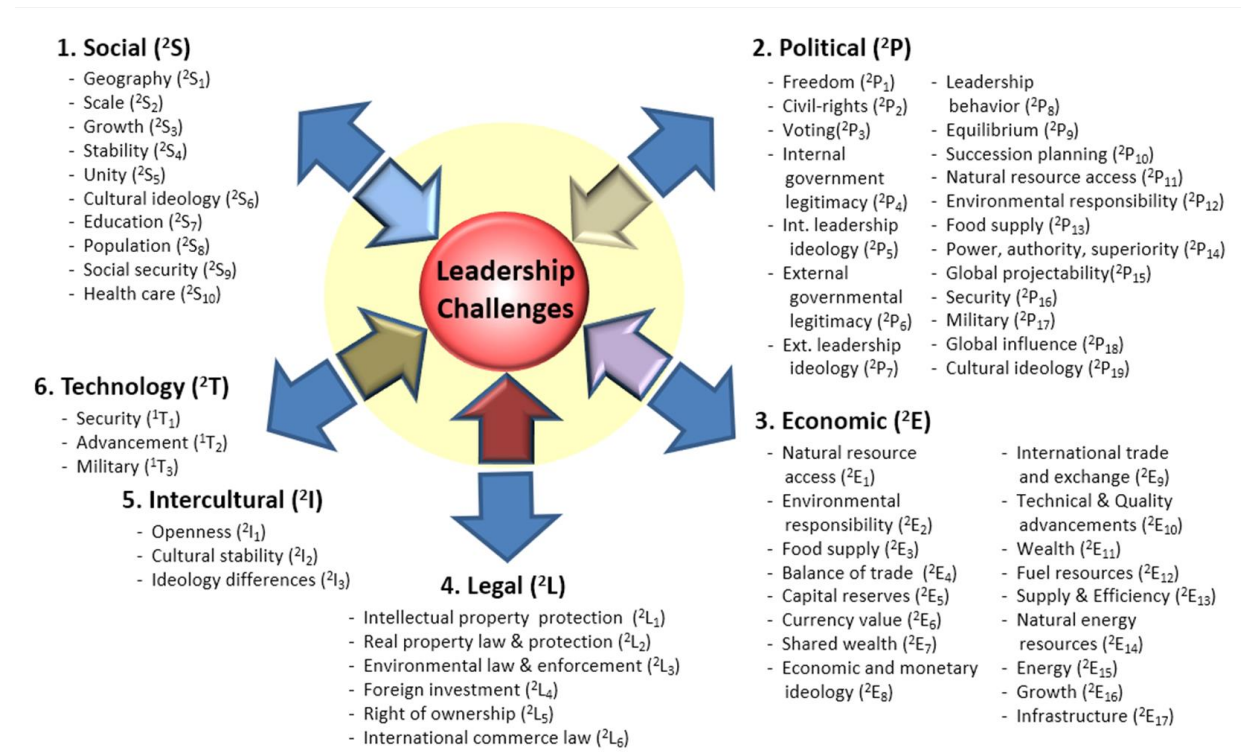 1. Social (²S)
- Geography (²S₁)
- Scale (²S₂)
- Growth (²S₃)
- Stability (²S₄)
- Unity (²S₅)
- Cultural ideology (²S₆)
- Education (²S₇)
- Population (²S₈)
- Social security (²S₉)
- Health care (²S₁₀)
2. Political (²P)
- Freedom (²P₁)
- Civil-rights (²P₂)
- Voting(²P₃)
- Internal
government
legitimacy (²P₄)
- Int. leadership
ideology (²P₅)
- External
governmental
legitimacy (²P₆)
- Ext. leadership
ideology (²P₇)
- Leadership
behavior (²P₈)
- Equilibrium (²P₉)
- Succession planning (²P₁₀)
- Natural resource access (²P₁₁)
- Environmental responsibility (²P₁₂)
- Food supply (²P₁₃)
- Power, authority, superiority (²P₁₄)
- Global projectability(²P₁₅)
- Security (²P₁₆)
- Military (²P₁₇)
- Global influence (²P₁₈)
- Cultural ideology (²P₁₉)
Leadership
Challenges
3. Economic (²E)
- Natural resource
access (²E₁)
- Environmental
responsibility (²E₂)
- Food supply (²E₃)
- Balance of trade (²E₄)
- Capital reserves (²E₅)
- Currency value (²E₆)
- Shared wealth (²E₇)
- Economic and monetary
ideology (²E₈)
- International trade
and exchange (²E₉)
- Technical & Quality
advancements (²E₁₀)
- Wealth (²E₁₁)
- Fuel resources (²E₁₂)
- Supply & Efficiency (²E₁₃)
- Natural energy
resources (²E₁₄)
- Energy (²E₁₅)
- Growth (²E₁₆)
- Infrastructure (²E₁₇)
4. Legal (²L)
- Intellectual property protection (²L₁)
- Real property law & protection (²L₂)
- Environmental law & enforcement (²L₃)
- Foreign investment (²L₄)
- Right of ownership (²L₅)
- International commerce law (²L₆)
5. Intercultural (²I)
- Openness (²I₁)
- Cultural stability (²I₂)
- Ideology differences (²I₃)
6. Technology (²T)
- Security (¹T₁)
- Advancement (¹T₂)
- Military (¹T₃)